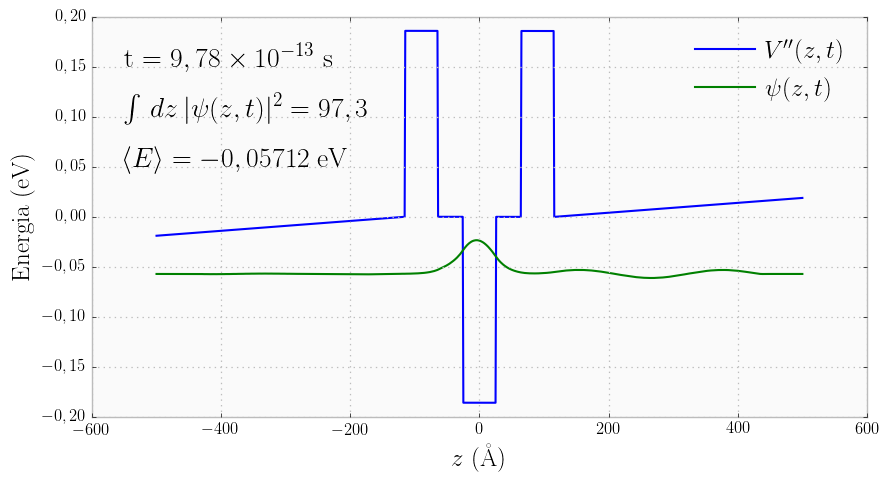 0,20
0,15
0,10
0,05
0,00
−0,05
−0,10
−0,15
−0,20
Energia (eV)
t = 9,78 × 10⁻¹³ s
∫ dz |ψ(z,t)|² = 97,3
⟨E⟩ = −0,05712 eV
V′′(z,t)
ψ(z,t)
−600 −400 −200 0 200 400 600
z (Å)